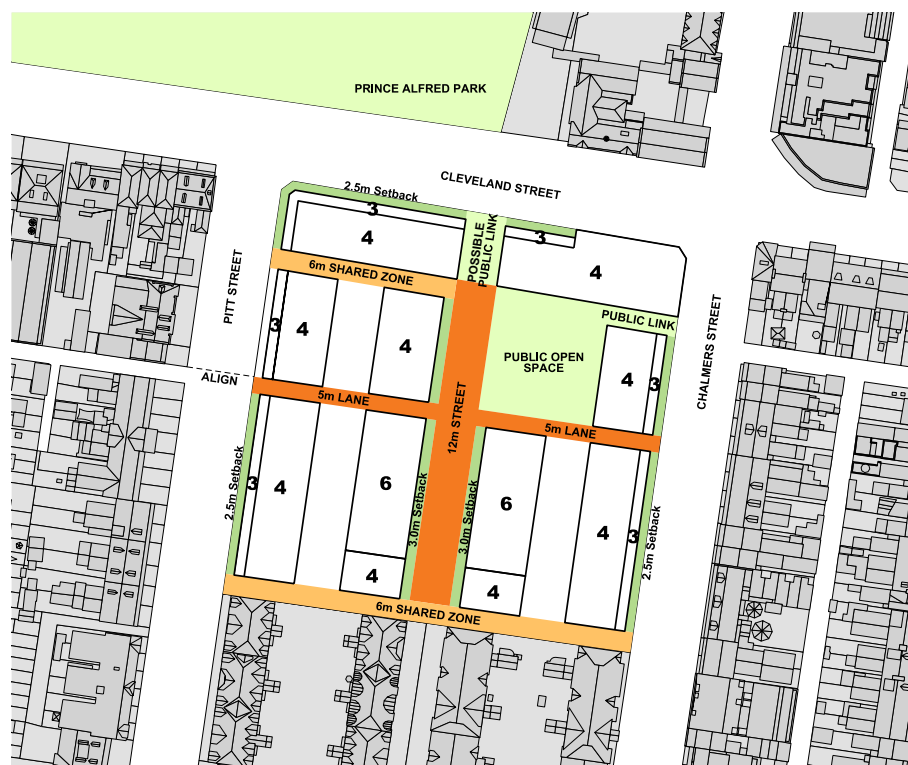 PRINCE ALFRED PARK
CLEVELAND STREET
2.5m Setback
3
4
POSSIBLE
PUBLIC LINK
3
4
6m SHARED ZONE
PITT STREET
3
4
4
PUBLIC LINK
PUBLIC OPEN
SPACE
4
3
CHALMERS STREET
ALIGN
5m LANE
12m STREET
5m LANE
2.5m Setback
3
4
6
3.0m Setback
3.0m Setback
6
4
3
2.5m Setback
4
4
6m SHARED ZONE